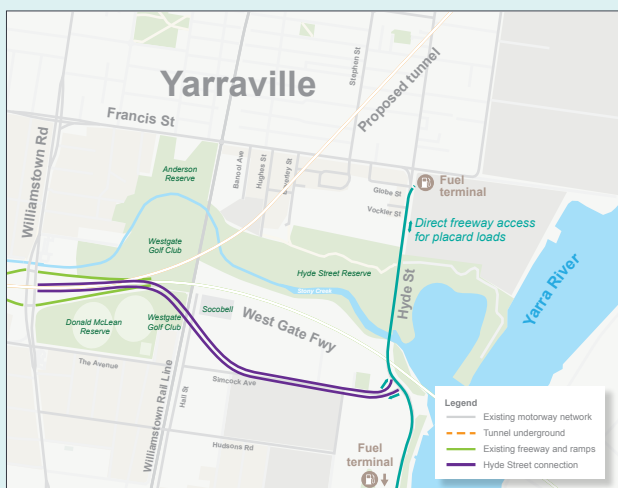 Yarraville
Stephen St
Proposed tunnel
Francis St
Williamstown Rd
Anderson
Reserve
Banool Ave
Hughes St
Globe St
Fuel
terminal
Vockler St
Direct freeway access
for placard loads
Westgate
Golf Club
Hyde Street Reserve
Hyde St
Yarra River
Stony Creek
Socobell
West Gate Fwy
Donald McLean
Reserve
Westgate
Golf Club
The Avenue
Williamstown Rail Line
Hall St
Simcock Ave
Hudsons Rd
Fuel
terminal
Legend
Existing motorway network
Tunnel underground
Existing freeway and ramps
Hyde Street connection